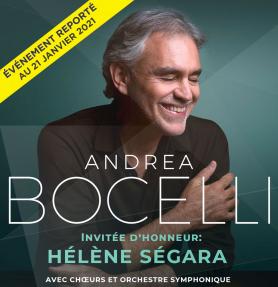 ÉVÉNEMENT REPORTÉ
AU 21 JANVIER 2021
ANDREA
BOCELLI
INVITÉE D'HONNEUR:
HÉLÈNE SÉGARA
AVEC CHŒURS ET ORCHESTRE SYMPHONIQUE